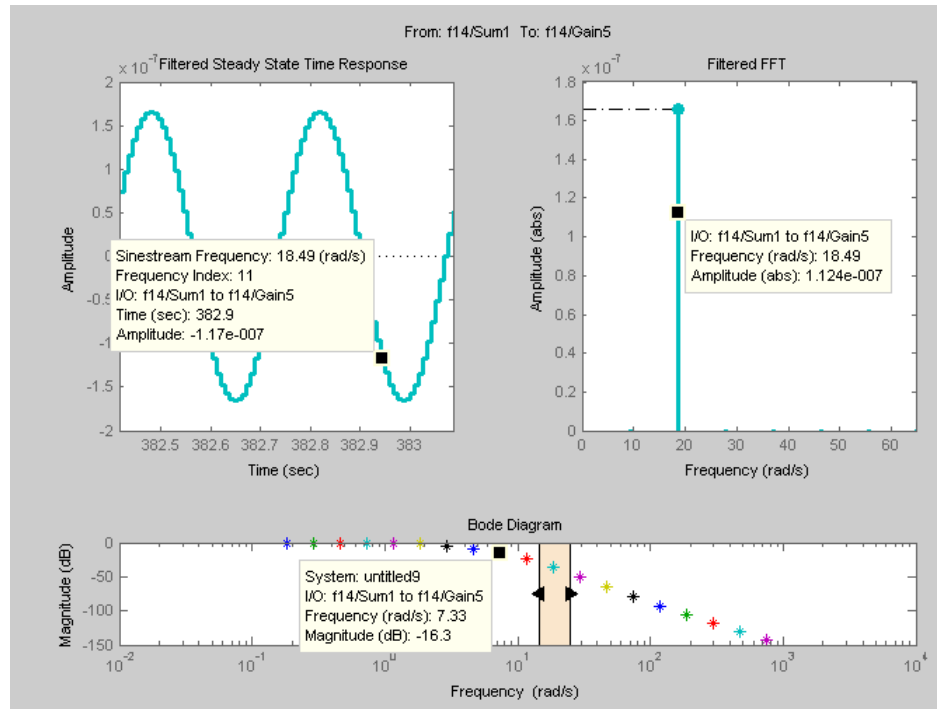 From: f14/Sum1 To: f14/Gain5
× 10⁻⁷ Filtered Steady State Time Response
2
1.5
1
0.5
0
-0.5
-1
-1.5
-2
Amplitude
Sinestream Frequency: 18.49 (rad/s)
Frequency Index: 11
I/O: f14/Sum1 to f14/Gain5
Time (sec): 382.9
Amplitude: -1.17e-007
382.5 382.6 382.7 382.8 382.9 383
Time (sec)
× 10⁻⁷ Filtered FFT
1.8
1.6
1.4
1.2
1
0.8
0.6
0.4
0.2
0
Amplitude (abs)
I/O: f14/Sum1 to f14/Gain5
Frequency (rad/s): 18.49
Amplitude (abs): 1.124e-007
0 10 20 30 40 50 60
Frequency (rad/s)
Bode Diagram
0
-50
-100
-150
Magnitude (dB)
System: untitled9
I/O: f14/Sum1 to f14/Gain5
Frequency (rad/s): 7.33
Magnitude (dB): -16.3
10⁻² 10⁻¹ 10⁰ 10¹ 10² 10³ 10⁴
Frequency (rad/s)